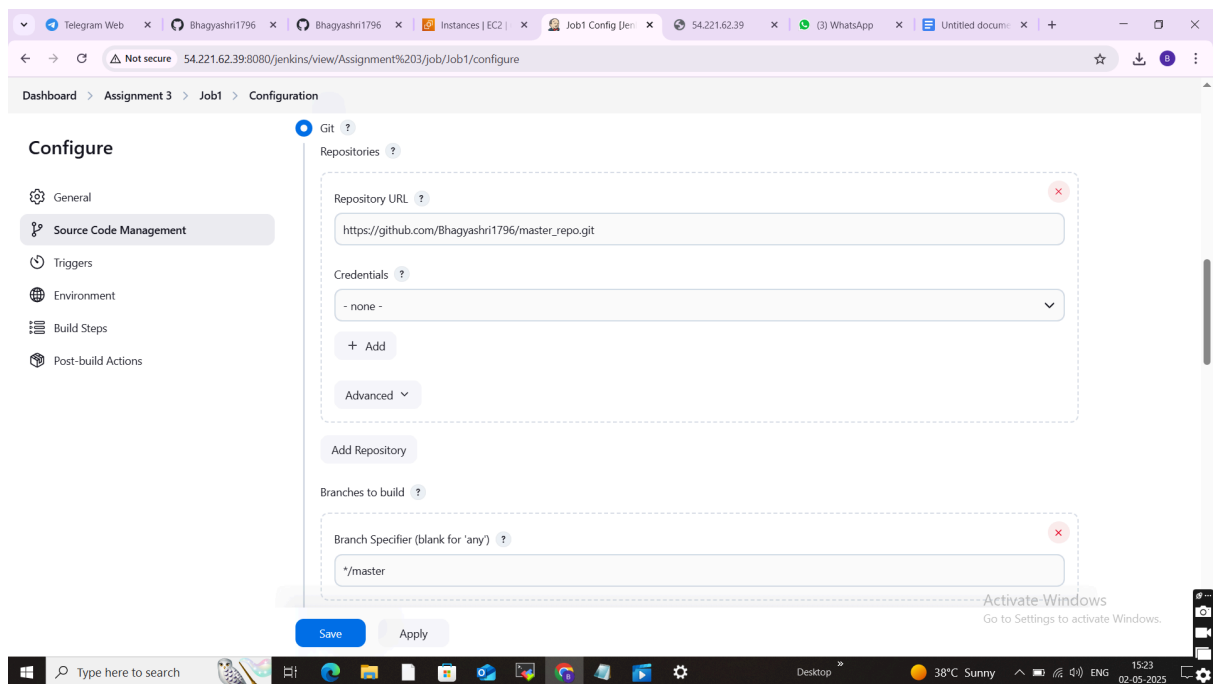 Telegram Web
Bhagyashri1796
Bhagyashri1796
Instances | EC2 |
Job1 Config [Jen
54.221.62.39
(3) WhatsApp
Untitled docume
Not secure
54.221.62.39:8080/jenkins/view/Assignment%203/job/Job1/configure
B
Dashboard > Assignment 3 > Job1 > Configuration
Configure
General
Source Code Management
Triggers
Environment
Build Steps
Post-build Actions
Git ?
Repositories ?
Repository URL ?
https://github.com/Bhagyashri1796/master_repo.git
Credentials ?
- none -
+ Add
Advanced
Add Repository
Branches to build ?
Branch Specifier (blank for 'any') ?
*/master
Save
Apply
Activate Windows
Go to Settings to activate Windows.
Type here to search
Desktop
»
38°C Sunny
ENG
15:23
02-05-2025